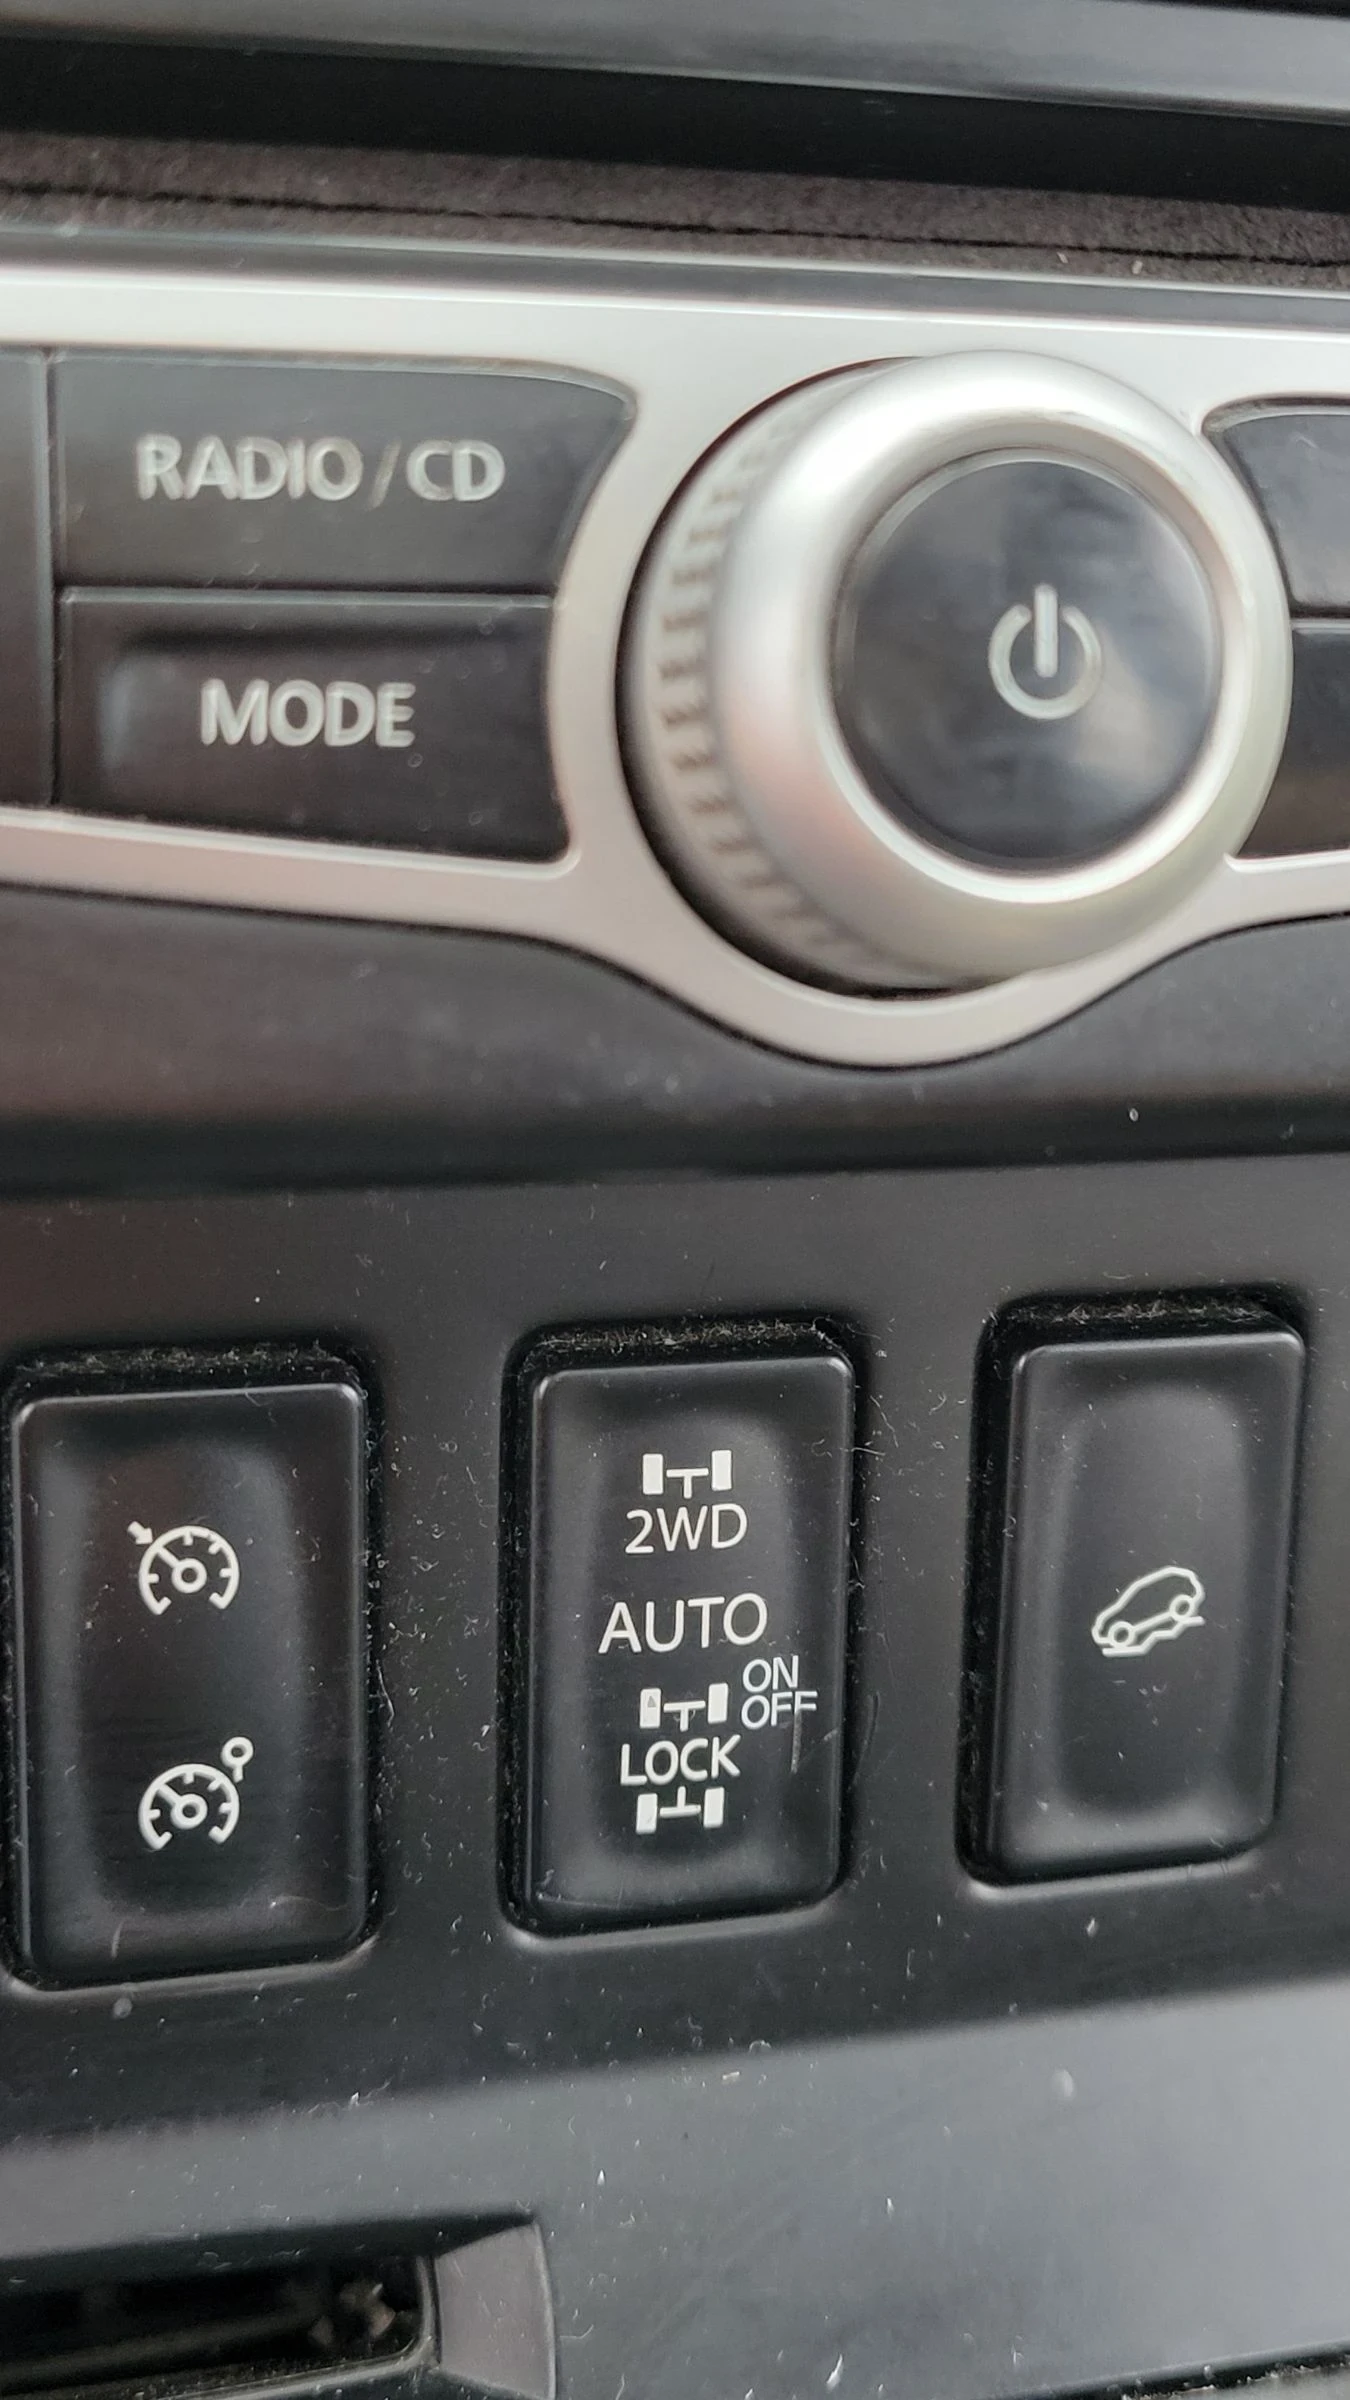 RADIO / CD
MODE
2WD
AUTO
ON
OFF
LOCK